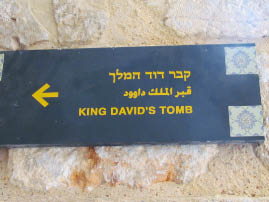 קבר דוד המלך
قبر الملك داوود
KING DAVID'S TOMB